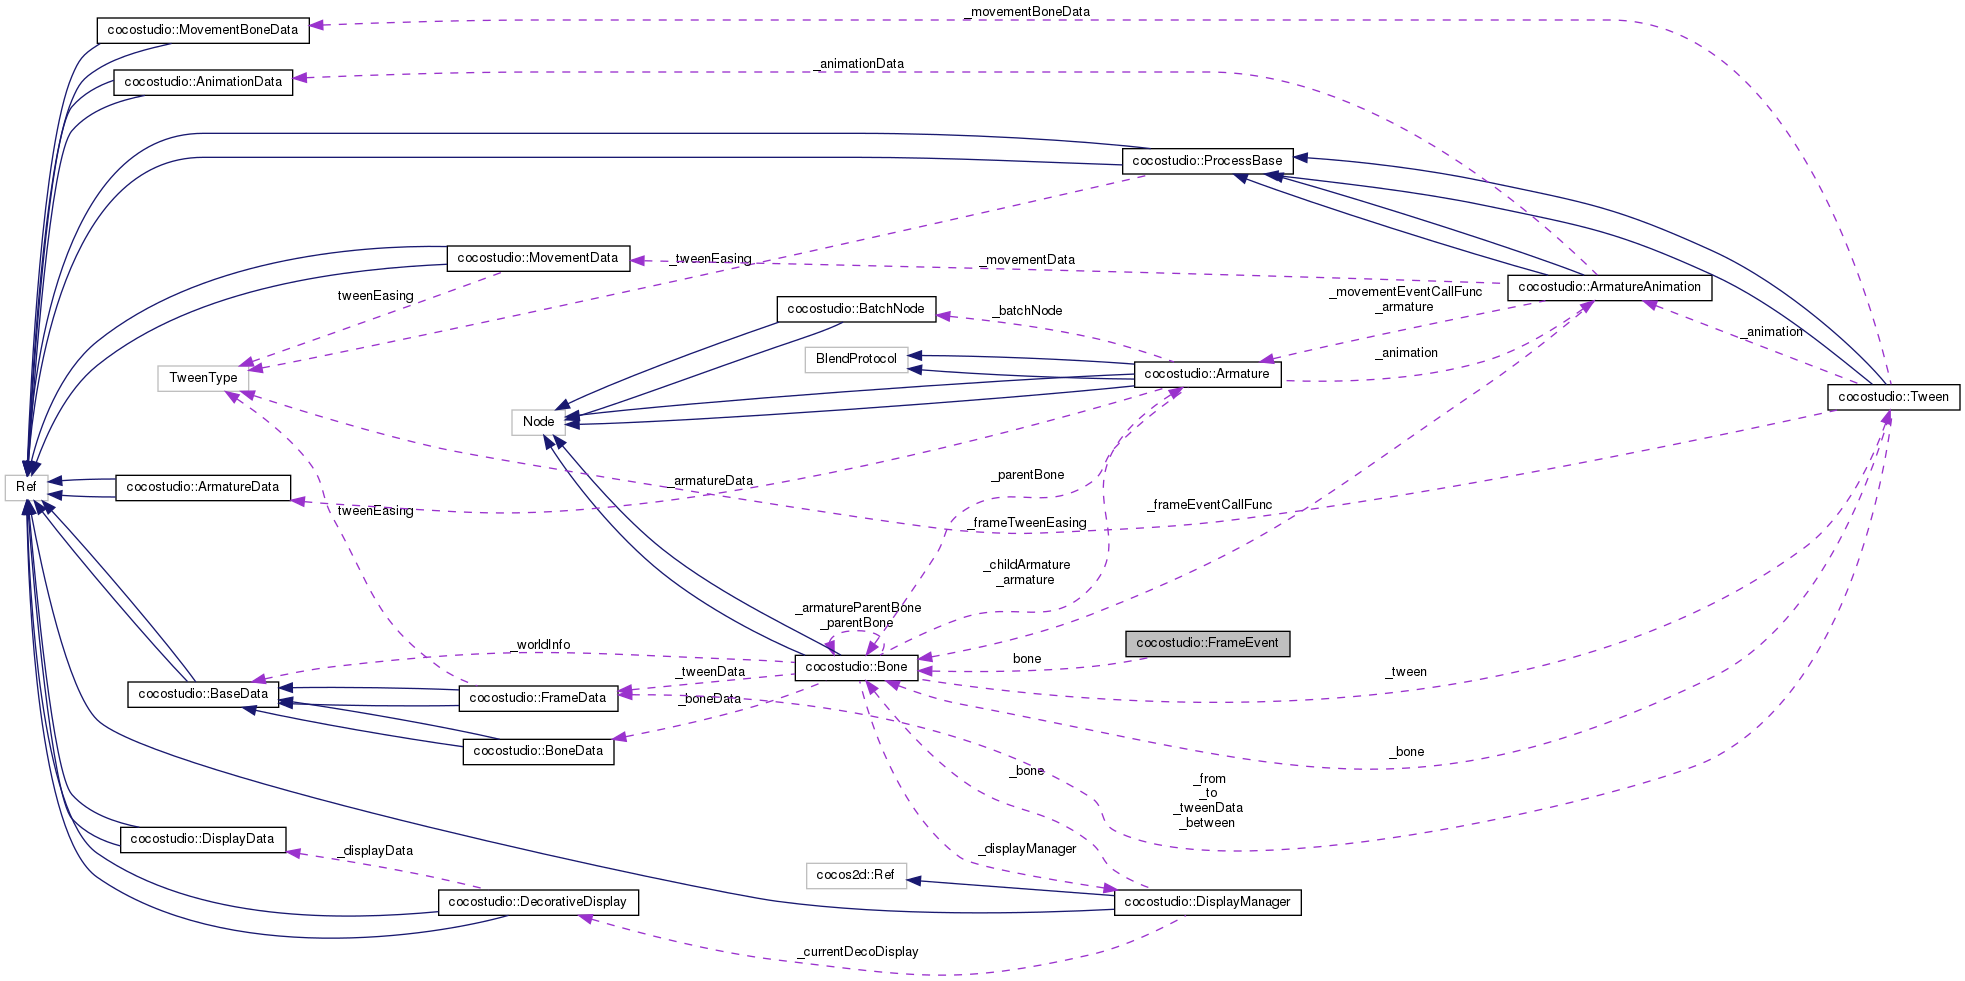 _movementBoneData
cocostudio::MovementBoneData
_animationData
cocostudio::AnimationData
cocostudio::ProcessBase
_tweenEasing
cocostudio::MovementData
_movementData
cocostudio::ArmatureAnimation
tweenEasing
_movementEventCallFunc
_armature
cocostudio::BatchNode
_batchNode
_animation
BlendProtocol
_animation
TweenType
cocostudio::Armature
cocostudio::Tween
Node
_parentBone
_armatureData
Ref
cocostudio::ArmatureData
_frameEventCallFunc
tweenEasing
_frameTweenEasing
_childArmature
_armature
_armatureParentBone
_parentBone
_worldInfo
cocostudio::FrameEvent
bone
cocostudio::Bone
_tweenData
_tween
cocostudio::BaseData
cocostudio::FrameData
_boneData
cocostudio::BoneData
_bone
_bone
_from
_to
_tweenData
_between
cocostudio::DisplayData
_displayData
_displayManager
cocos2d::Ref
cocostudio::DecorativeDisplay
cocostudio::DisplayManager
_currentDecoDisplay